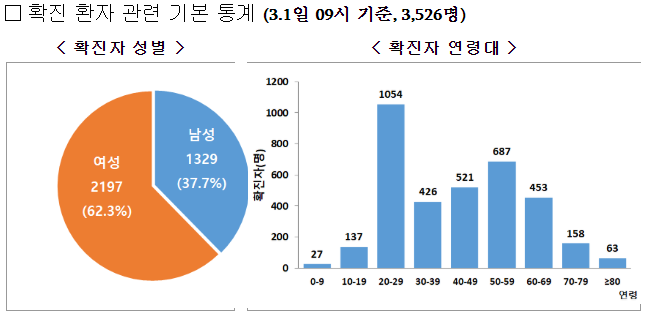 □ 확진 환자 관련 기본 통계 (3.1일 09시 기준, 3,526명)
< 확진자 성별 >
남성
1329
(37.7%)
여성
2197
(62.3%)
< 확진자 연령대 >
확진자(명)
1200
1000
800
600
400
200
0
27
137
1054
426
521
687
453
158
63
0-9 10-19 20-29 30-39 40-49 50-59 60-69 70-79 ≥80
연령